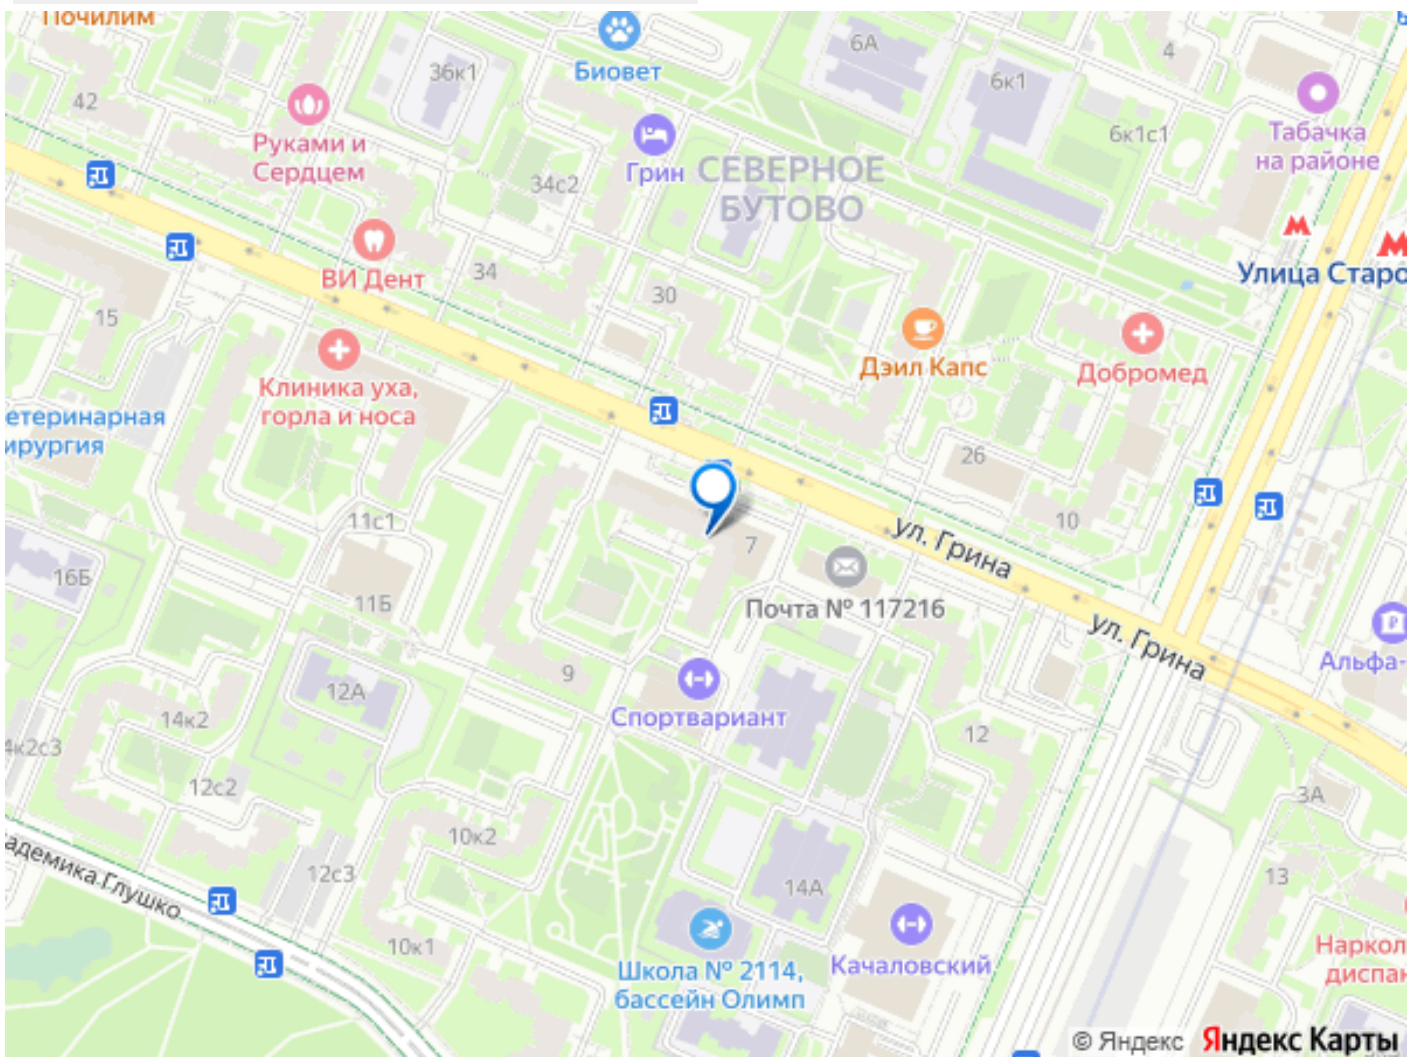 Почилим
36к1
Биовет
6А
6к1
4
42
Руками и
Сердцем
Грин
СЕВЕРНОЕ
БУТОВО
6к1с1
Табачка
на районе
34с2
ВИ Дент
34
30
Улица Старо
15
Клиника уха,
горла и носа
Дэил Капс
Добромед
етеринарная
ирургия
26
10
11с1
ул. Грина
7
16Б
11Б
Почта № 117216
ул. Грина
Альфа-
9
12А
Спортвариант
14к2
12
4к2с3
12с2
3А
10к2
адемика Глушко
12с3
14А
13
10к1
Школа № 2114,
бассейн Олимп
Качаловский
Наркол
диспан
© Яндекс Яндекс Карты